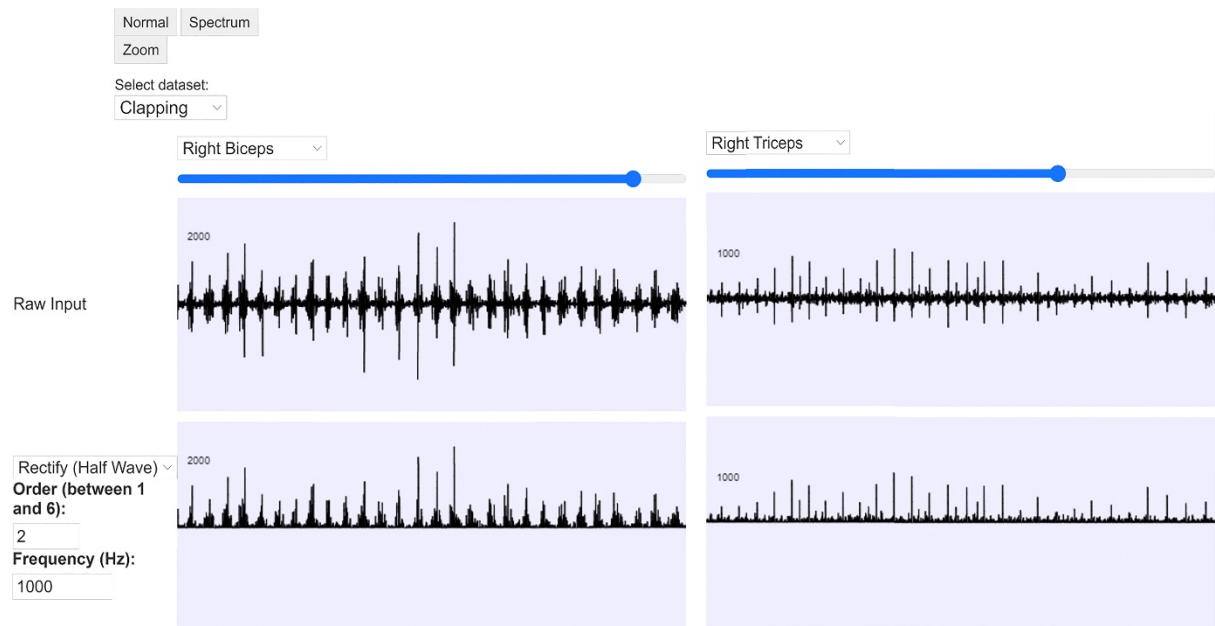 Normal
Spectrum
Zoom
Select dataset:
Clapping
Right Biceps
Right Triceps
2000
1000
Raw Input
2000
1000
Rectify (Half Wave)
Order (between 1
and 6):
2
Frequency (Hz):
1000